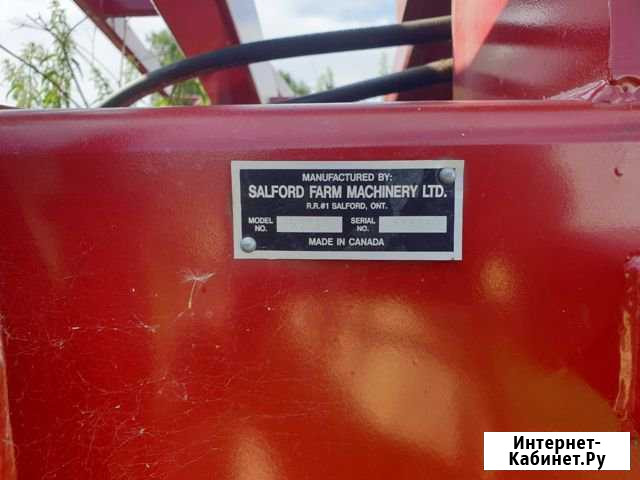 MANUFACTURED BY:
SALFORD FARM MACHINERY LTD.
R.R.#1 SALFORD, ONT.
MODEL NO.
SERIAL NO.
MADE IN CANADA
Интернет-
Кабинет.Ру